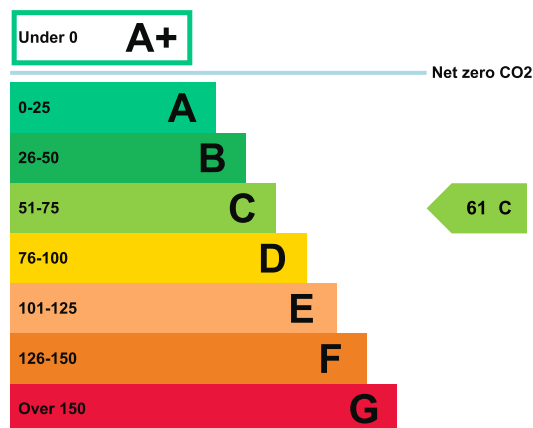 Under 0 A+
Net zero CO2
0-25 A
26-50 B
51-75 C
61 C
76-100 D
101-125 E
126-150 F
Over 150 G